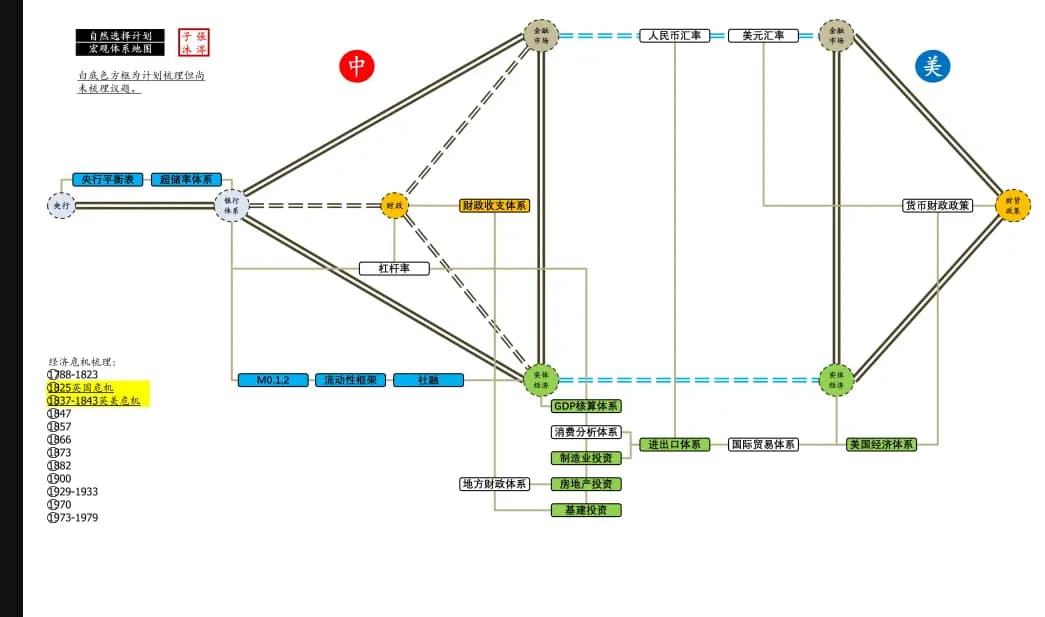 自然选择计划
宏观体系地图
子 張
沐 涔
白底色方框为计划梳理但尚
未梳理议题。
中
美
金融
市场
人民币汇率
美元汇率
金融
市场
央行平衡表
超储率体系
央行
银行
体系
财政
财政收支体系
货币财政政策
财货
政策
杠杆率
经济危机梳理:
1788-1823
1825英国危机
1837-1843英美危机
1847
1857
1866
1873
1882
1900
1929-1933
1970
1973-1979
M0.1.2
流动性框架
社融
实体
经济
实体
经济
GDP核算体系
消费分析体系
进出口体系
国际贸易体系
美国经济体系
制造业投资
地方财政体系
房地产投资
基建投资